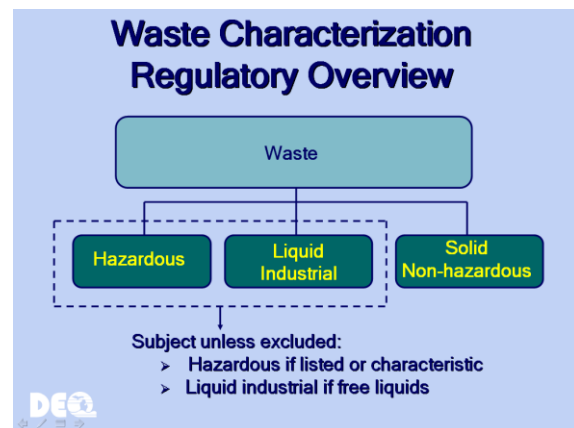 Waste Characterization
Regulatory Overview
Waste
Hazardous
Liquid
Industrial
Solid
Non-hazardous
Subject unless excluded:
➢ Hazardous if listed or characteristic
➢ Liquid industrial if free liquids
DEQ